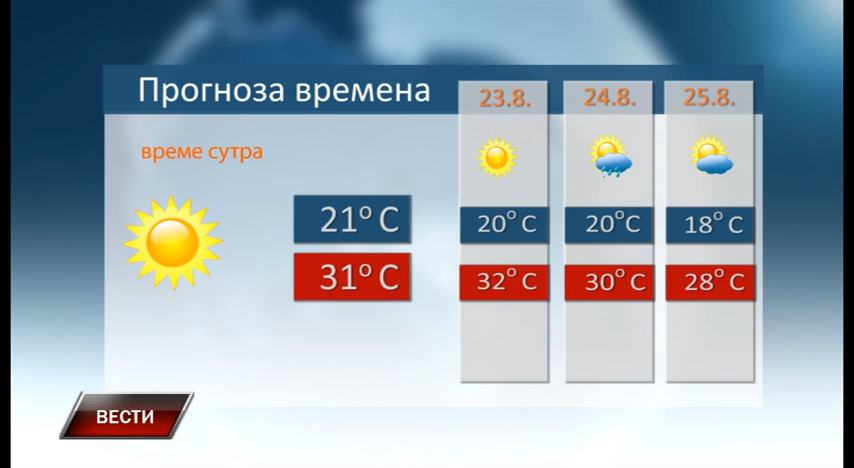 Прогноза времена
време сутра
21° C
31° C
23.8.
24.8.
25.8.
20° C
20°C
18° C
32° C
30° C
28° C
ВЕСТИ